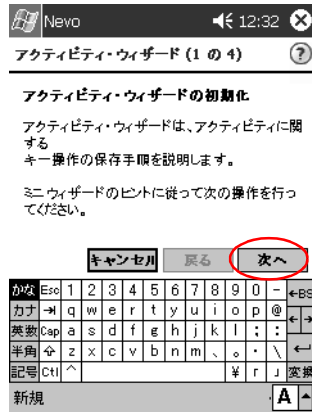 Nevo 12:32
アクティビティ・ウィザード (1 の 4) ?
アクティビティ・ウィザードの初期化
アクティビティ・ウィザードは、アクティビティに関
する
キー操作の保存手順を説明します。
ミニウィザードのヒントに従って次の操作を行っ
てください。
キャンセル 戻る 次へ
かな Esc 1 2 3 4 5 6 7 8 9 0 - ←BS
カナ →| q w e r t y u i o p @ ← →
英数 Cap a s d f g h j k l ; :
半角 ⇧ z x c v b n m 、 。 ・ \ ↵
記号 Ctl ^ ¥ ｢ ｣ 変換
新規 A